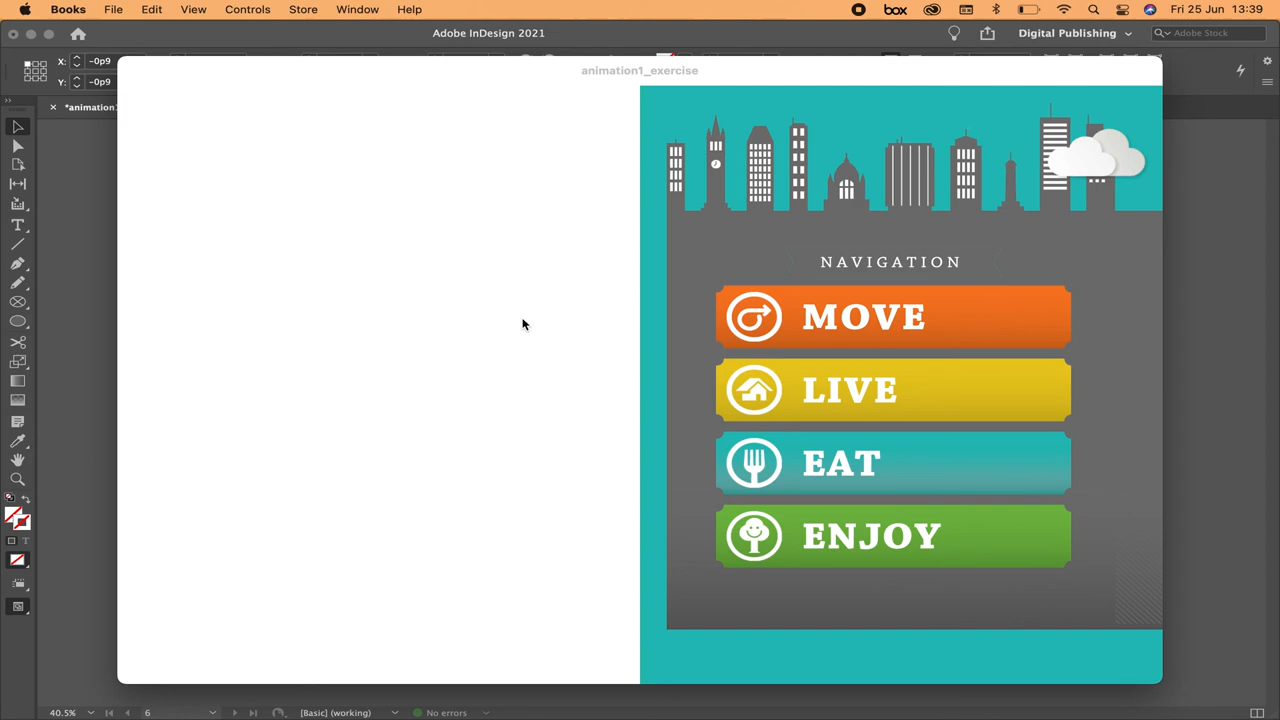 Books File Edit View Controls Store Window Help box Fri 25 Jun 13:39
Adobe InDesign 2021 Digital Publishing Adobe Stock
X: -0p9
Y: -0p9
animation1_exercise
*animation1
NAVIGATION
MOVE
LIVE
EAT
ENJOY
T
40.5% 6 [Basic] (working) No errors